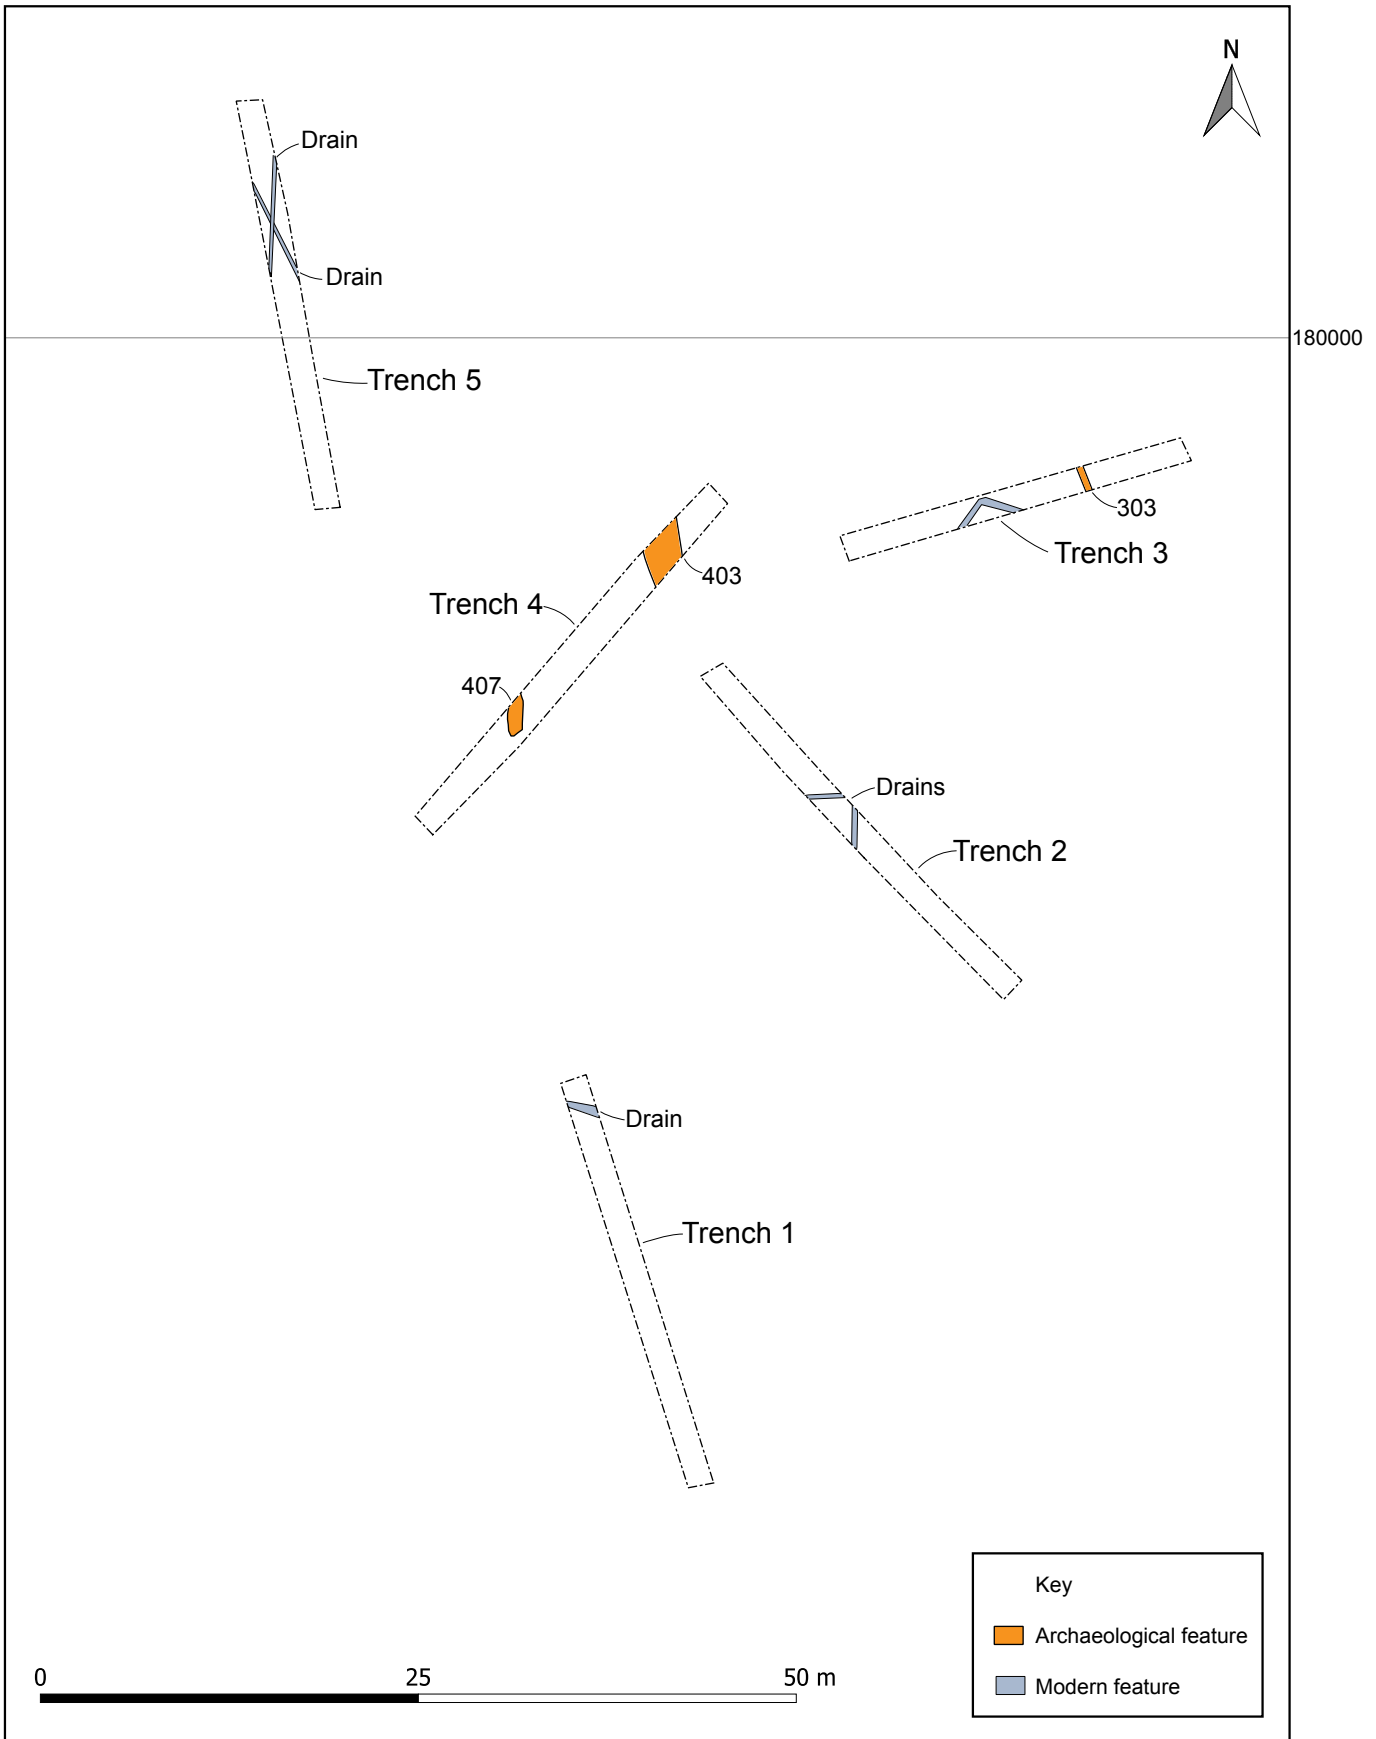 N
Drain
Drain
180000
Trench 5
303
Trench 3
403
Trench 4
407
Drains
Trench 2
Drain
Trench 1
Key
Archaeological feature
Modern feature
0 25 50 m